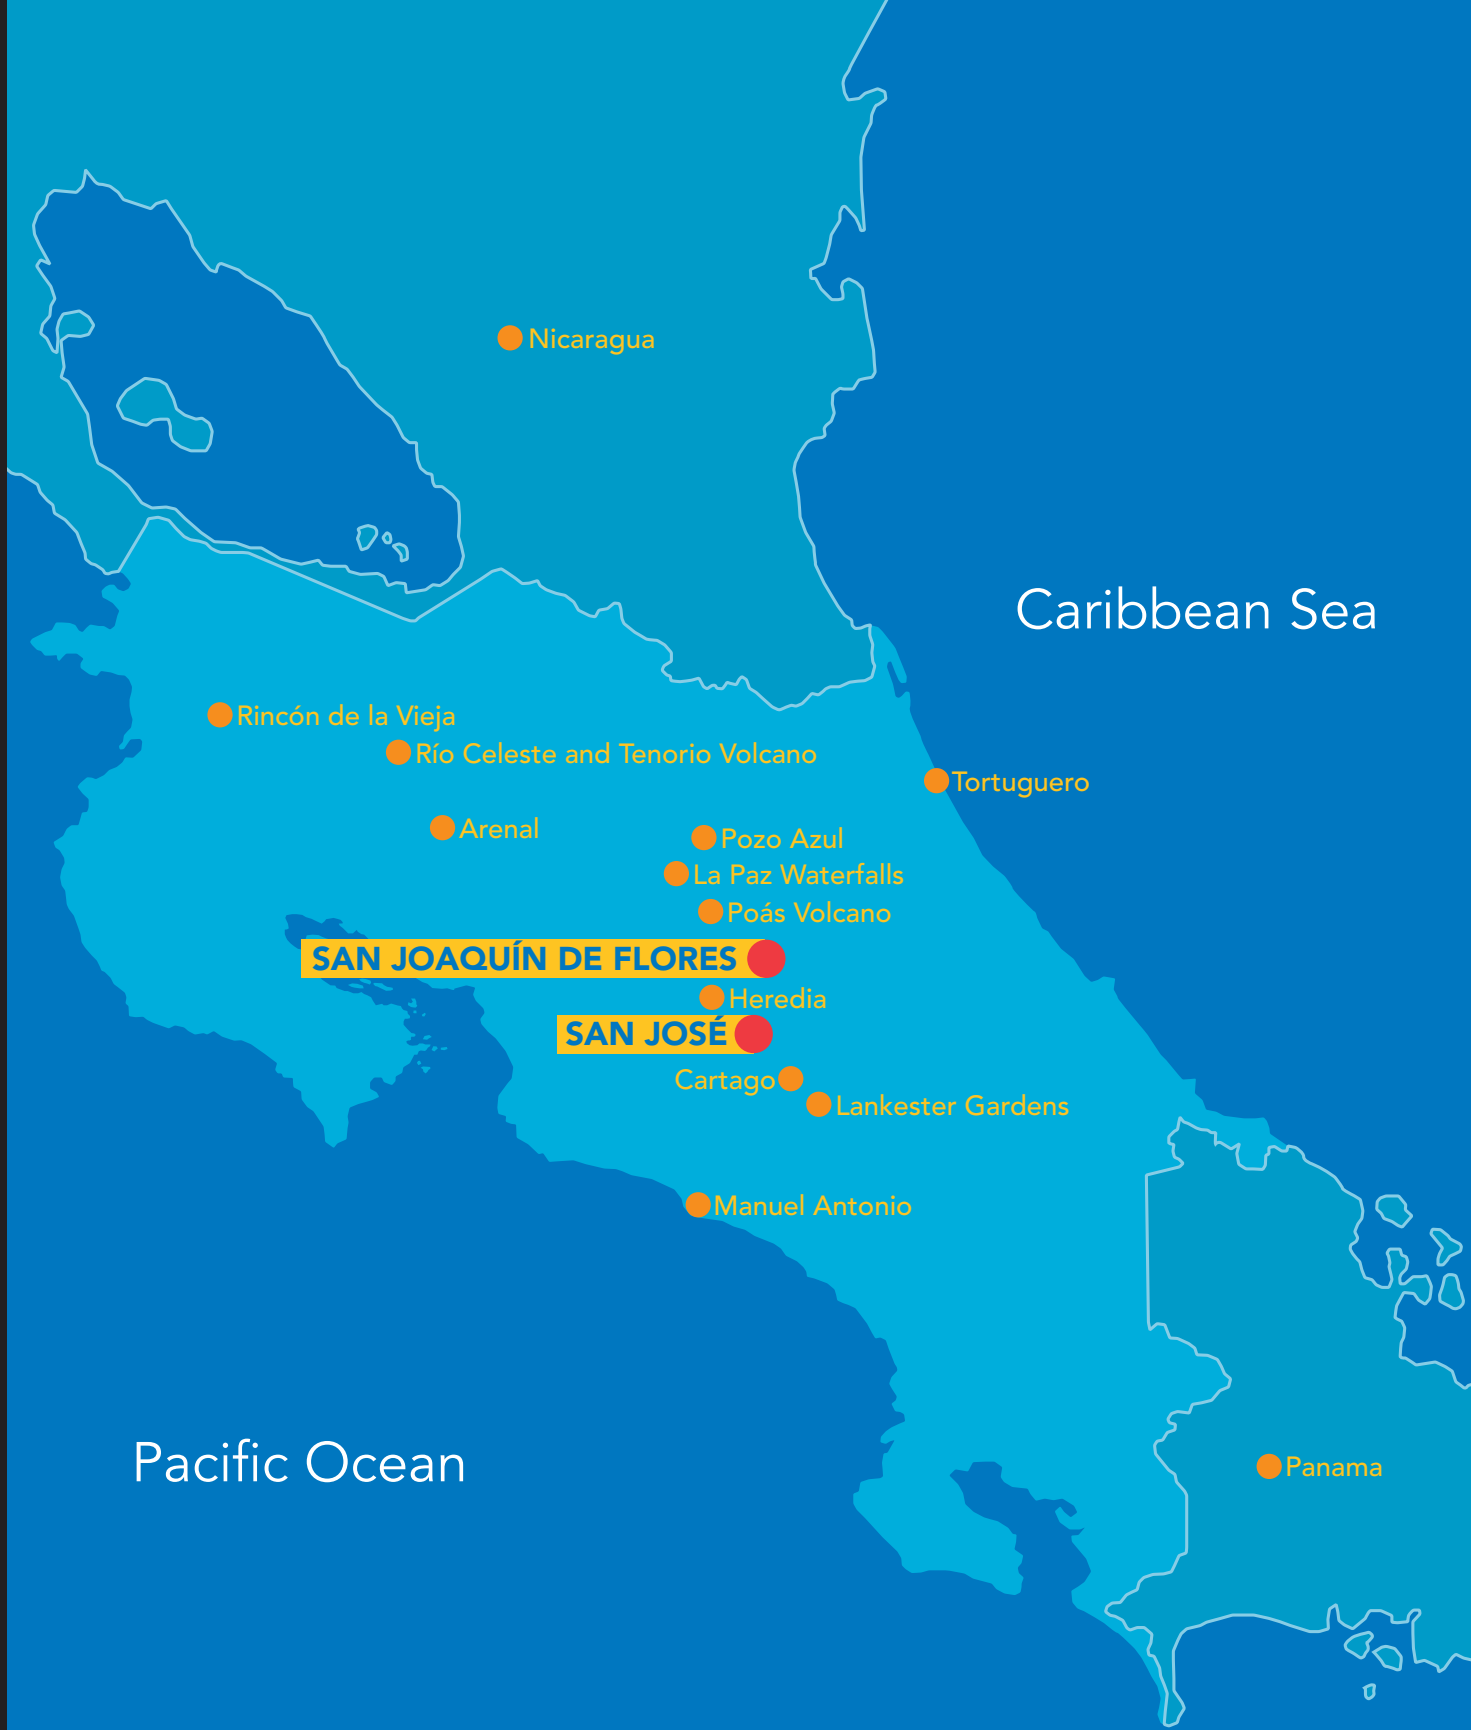 Nicaragua
Caribbean Sea
Rincón de la Vieja
Río Celeste and Tenorio Volcano
Tortuguero
Arenal
Pozo Azul
La Paz Waterfalls
Poás Volcano
SAN JOAQUÍN DE FLORES
Heredia
SAN JOSÉ
Cartago
Lankester Gardens
Manuel Antonio
Pacific Ocean
Panama